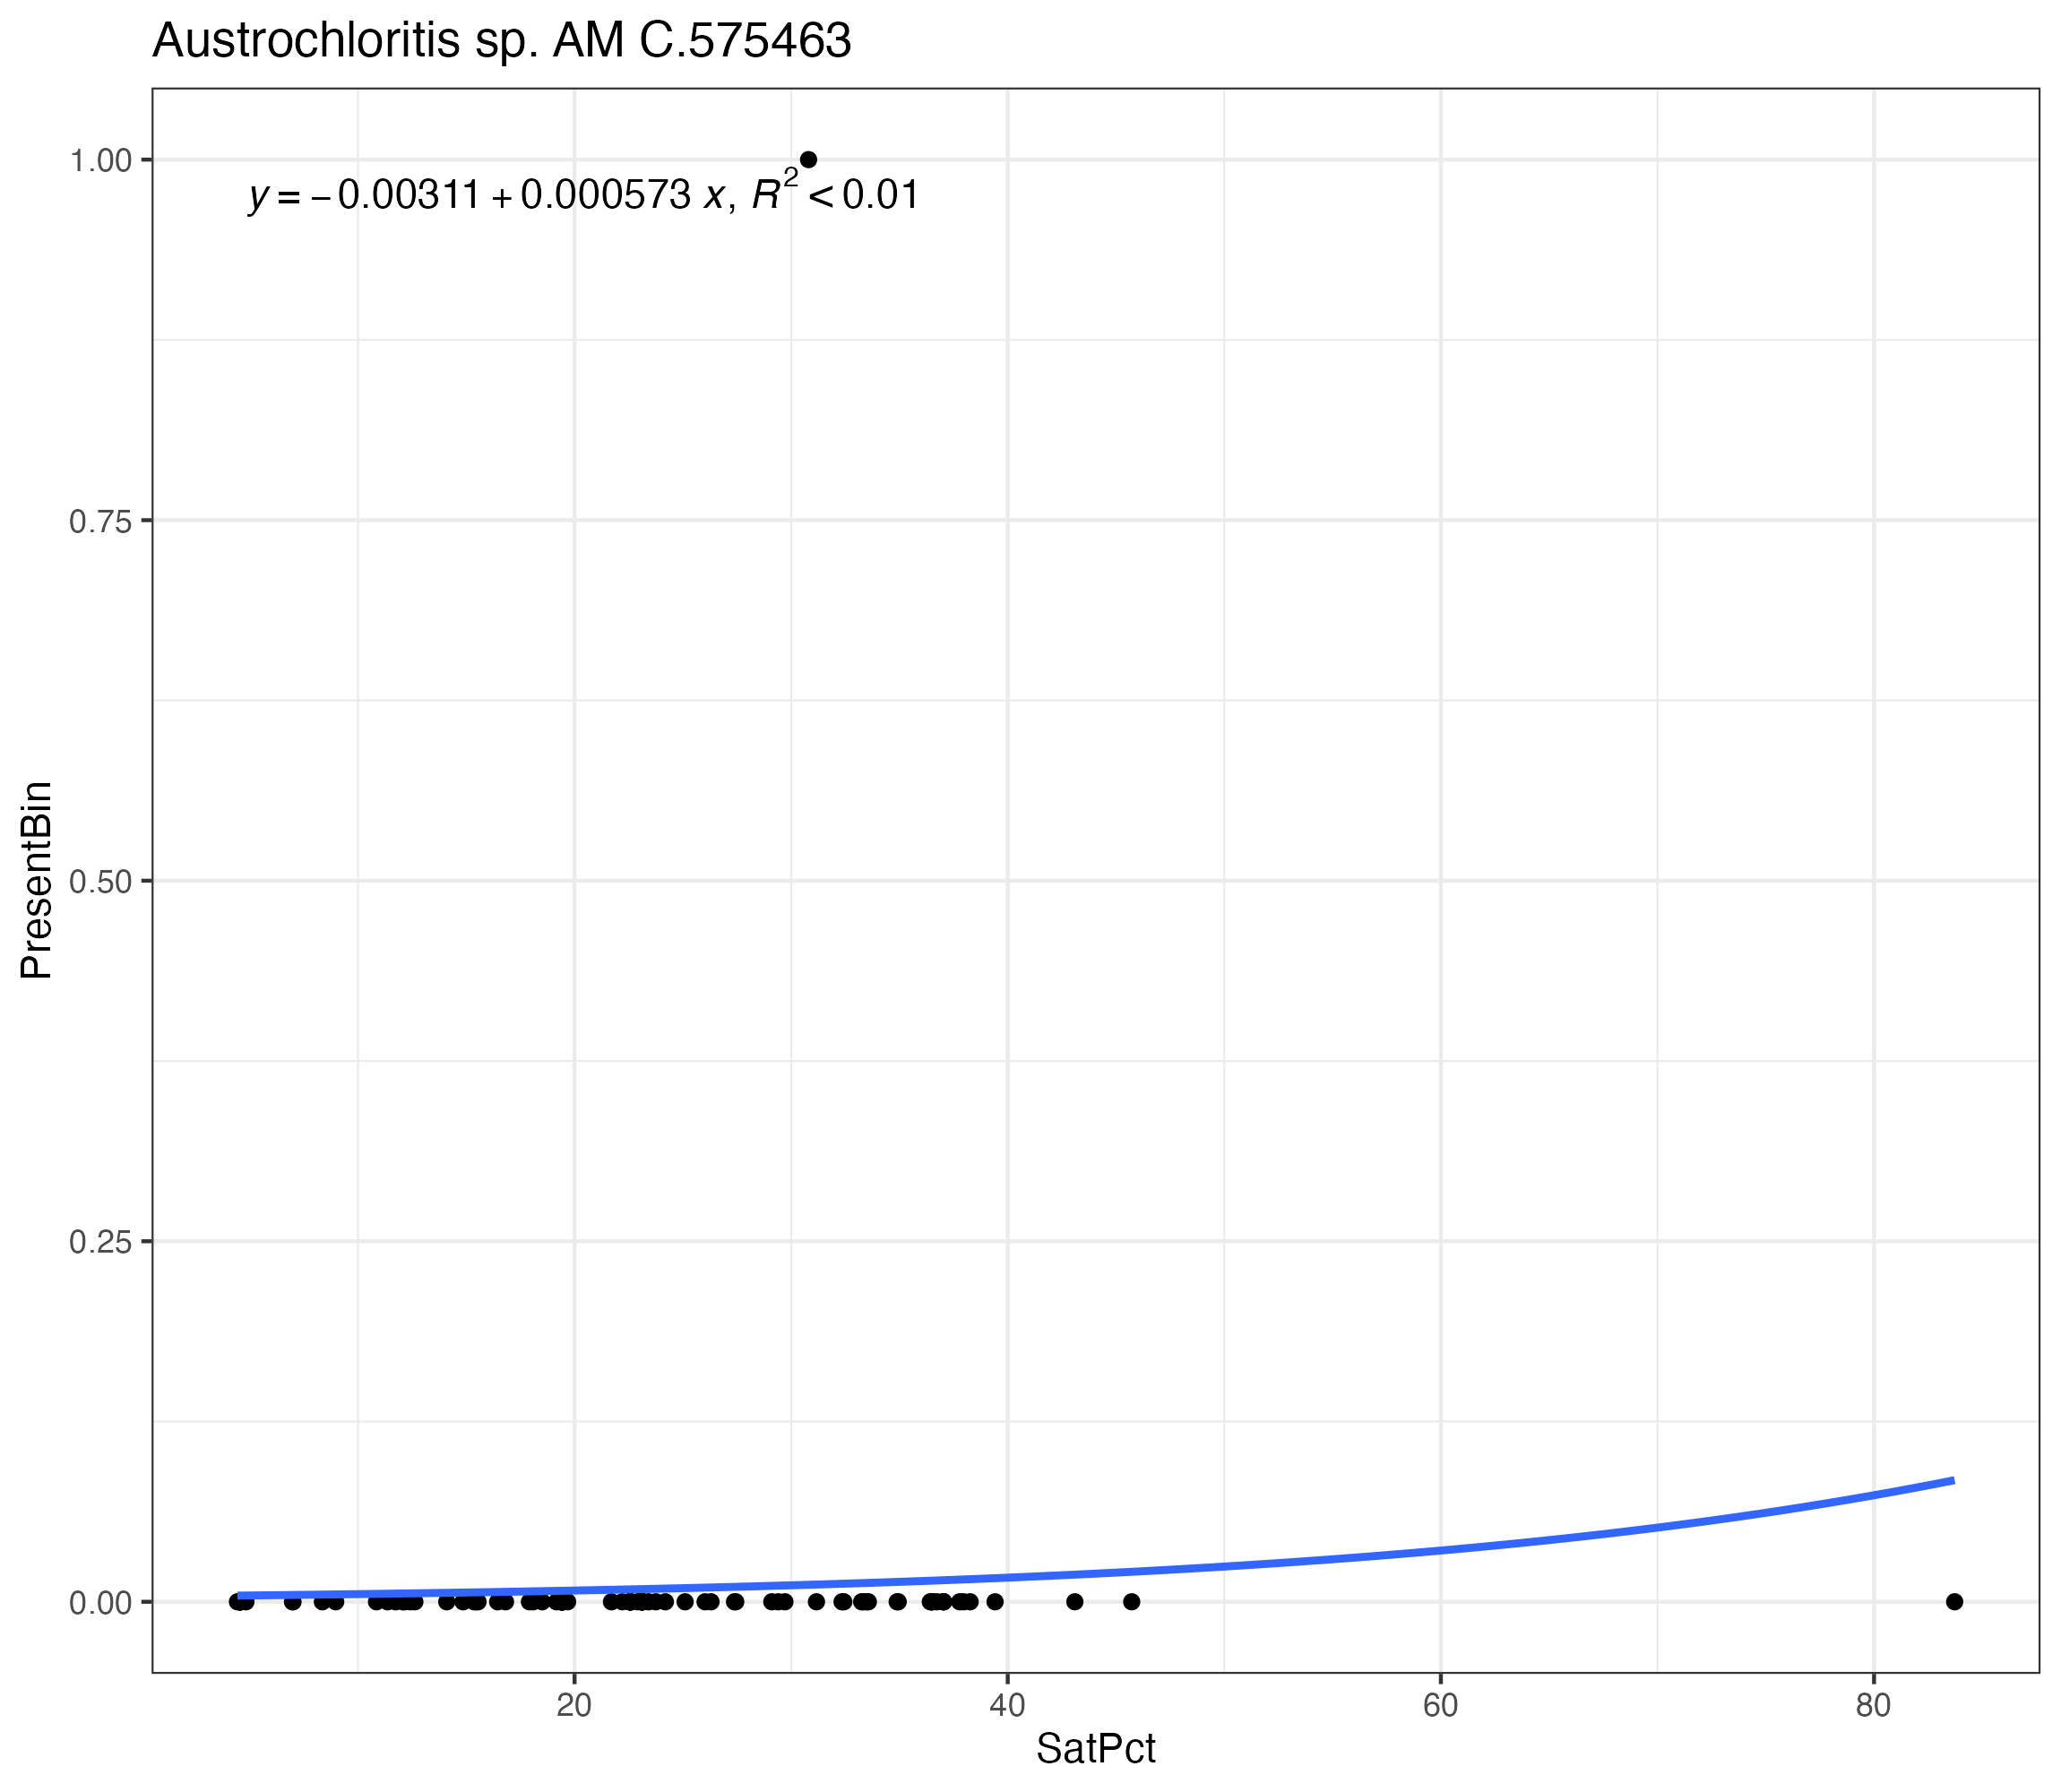 Austrochloritis sp. AM C.575463
1.00
y = −0.00311 + 0.000573 x, R² < 0.01
0.75
0.50
0.25
0.00
PresentBin
20 40 60 80
SatPct